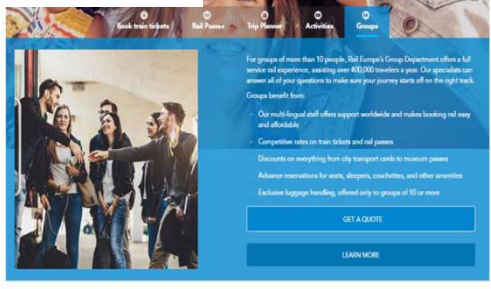 Book train tickets Rail Passes Trip Planner Activities Groups
For groups of more than 10 people, Rail Europe's Group Department offers a full
service rail experience, assisting over 400,000 travelers a year. Our specialists can
answer all of your questions to make sure your journey starts off on the right track.
Groups benefit from:
Our multi-lingual staff offers support worldwide and makes booking rail easy
and affordable
Competitive rates on train tickets and rail passes
Discounts on everything from city transport cards to museum passes
Advance reservations for seats, sleepers, couchettes, and other amenities
Exclusive luggage handling, offered only to groups of 10 or more
GET A QUOTE
LEARN MORE